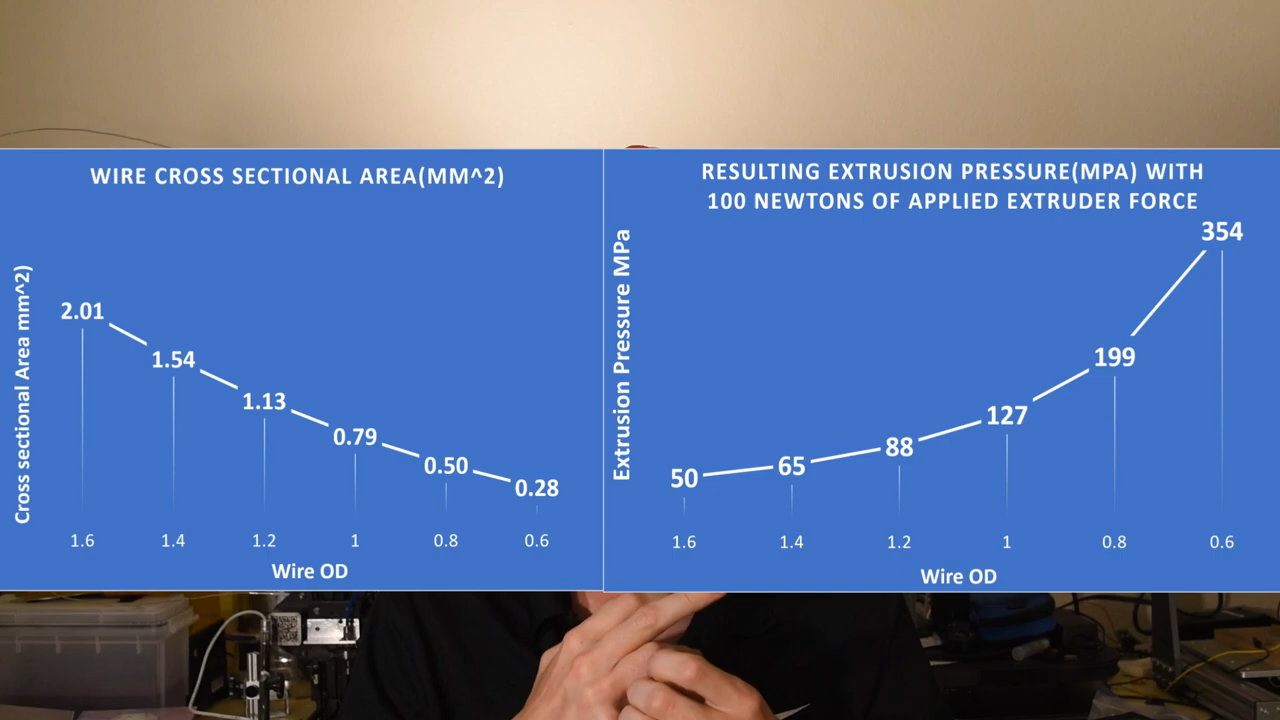 WIRE CROSS SECTIONAL AREA(MM^2)
Cross sectional Area mm^2)
2.01
1.54
1.13
0.79
0.50
0.28
1.6 1.4 1.2 1 0.8 0.6
Wire OD
RESULTING EXTRUSION PRESSURE(MPA) WITH
100 NEWTONS OF APPLIED EXTRUDER FORCE
Extrusion Pressure MPa
50
65
88
127
199
354
1.6 1.4 1.2 1 0.8 0.6
Wire OD